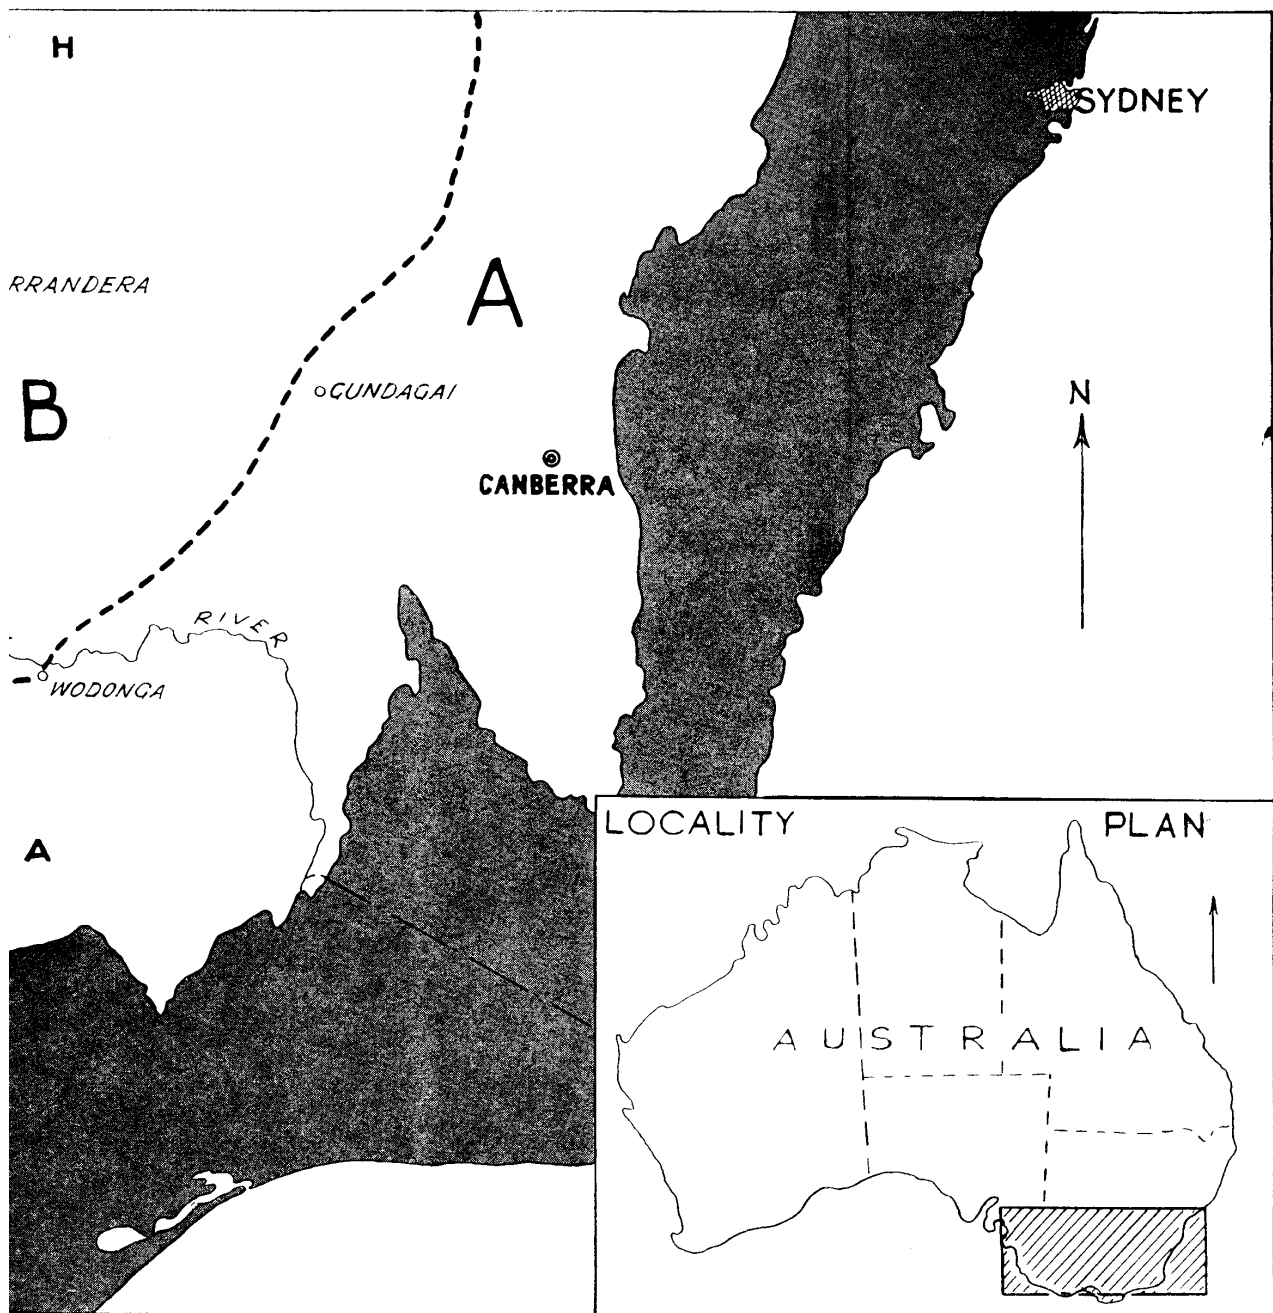 H
SYDNEY
A
RRANDERA
B
GUNDAGAI
N
CANBERRA
RIVER
WODONGA
A
LOCALITY PLAN
AUSTRALIA